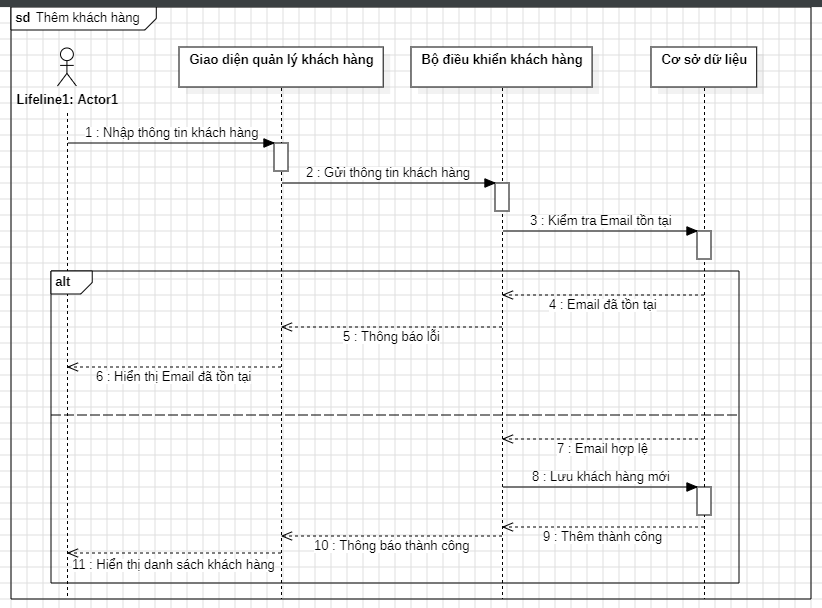 sd Thêm khách hàng
Giao diện quản lý khách hàng
Bộ điều khiển khách hàng
Cơ sở dữ liệu
Lifeline1: Actor1
1 : Nhập thông tin khách hàng
2 : Gửi thông tin khách hàng
3 : Kiểm tra Email tồn tại
alt
4 : Email đã tồn tại
5 : Thông báo lỗi
6 : Hiển thị Email đã tồn tại
7 : Email hợp lệ
8 : Lưu khách hàng mới
9 : Thêm thành công
10 : Thông báo thành công
11 : Hiển thị danh sách khách hàng